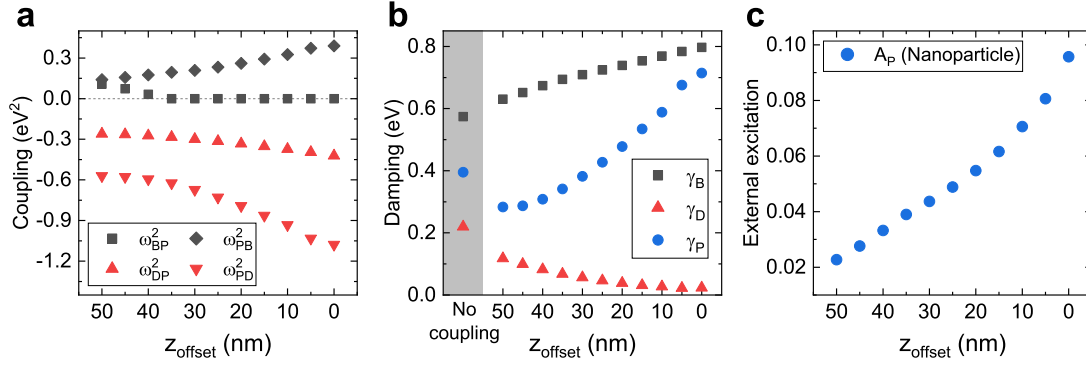 a
Coupling (eV²)
0.3
0.0
-0.3
-0.6
-0.9
-1.2
ω²BP ω²PB
ω²DP ω²PD
50 40 30 20 10 0
zoffset (nm)
b
Damping (eV)
0.8
0.6
0.4
0.2
0.0
γB
γD
γP
No
coupling
50 40 30 20 10 0
zoffset (nm)
c
External excitation
0.10
0.08
0.06
0.04
0.02
AP (Nanoparticle)
50 40 30 20 10 0
zoffset (nm)